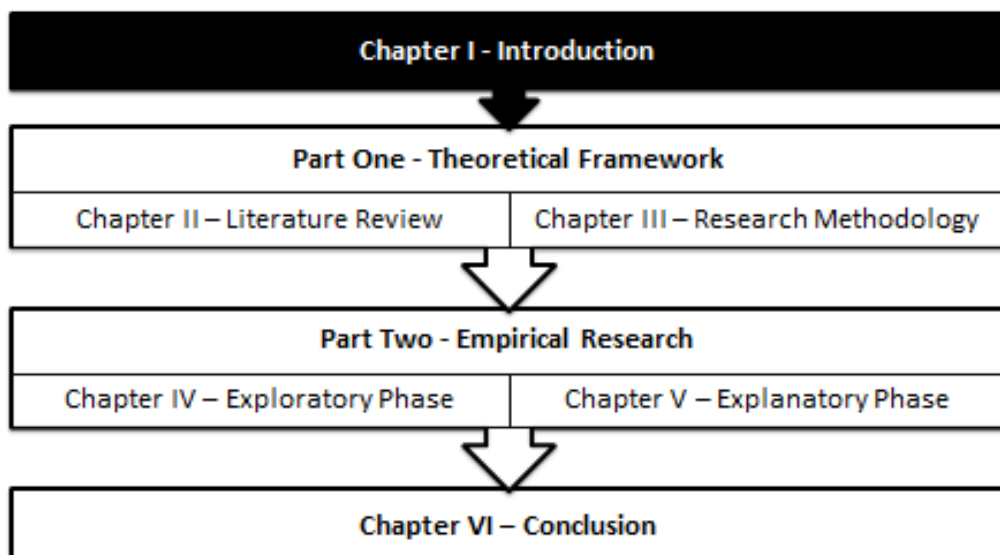 Chapter I - Introduction
Part One - Theoretical Framework
Chapter II – Literature Review
Chapter III – Research Methodology
Part Two - Empirical Research
Chapter IV – Exploratory Phase
Chapter V – Explanatory Phase
Chapter VI – Conclusion